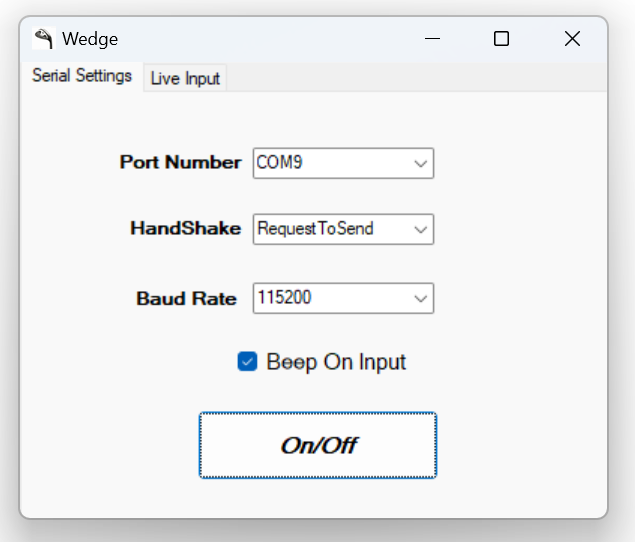 Wedge
Serial Settings Live Input
Port Number COM9
HandShake RequestToSend
Baud Rate 115200
Beep On Input
On/Off